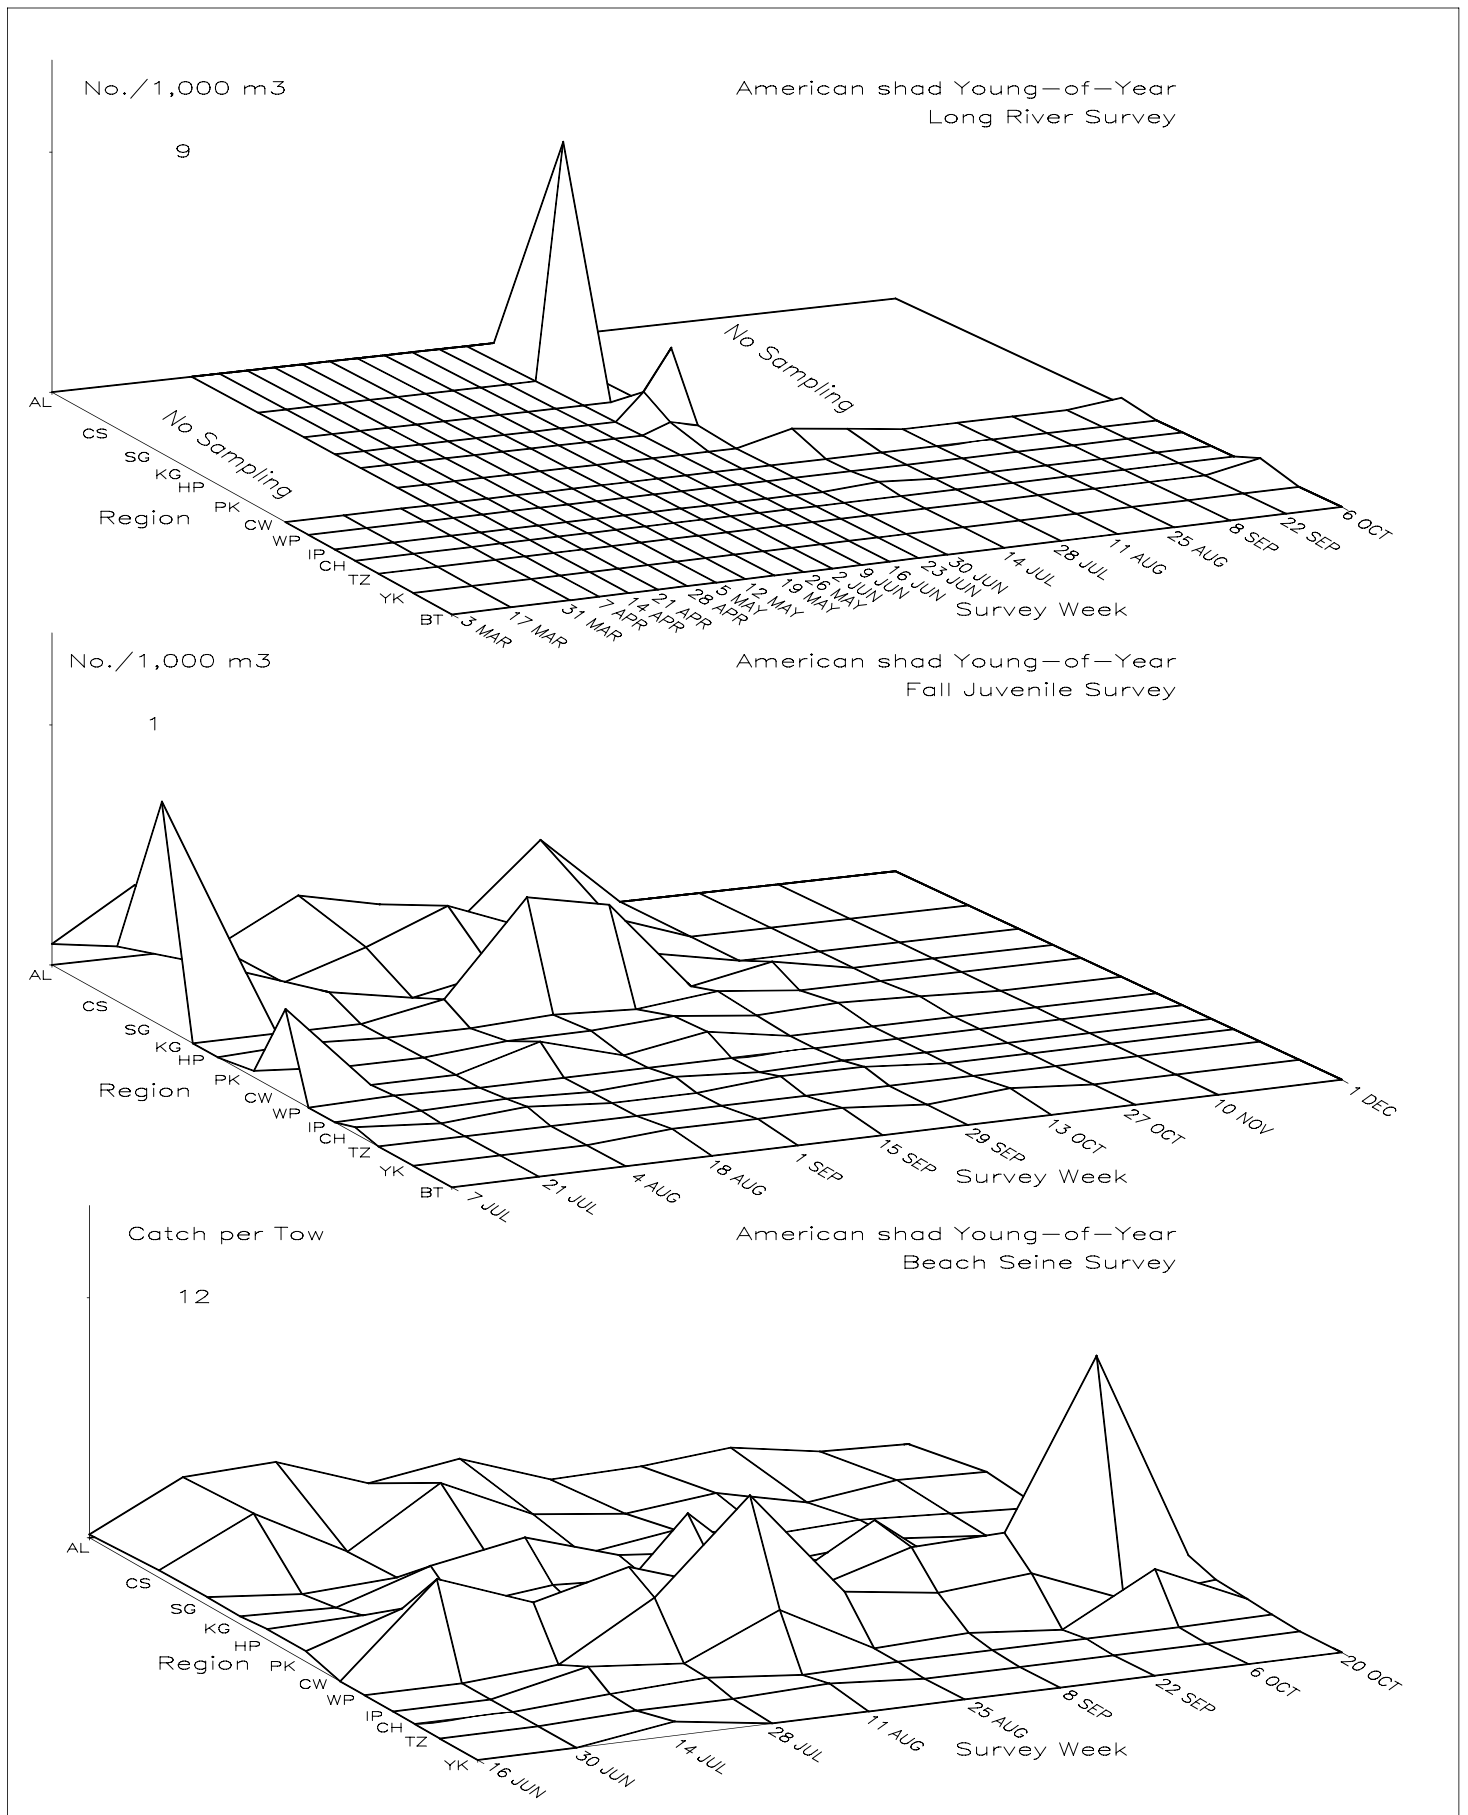 No./1,000 m3
American shad Young-of-Year
Long River Survey
9
No Sampling
No Sampling
AL
CS
SG
KG
HP
PK
CW
WP
IP
CH
TZ
YK
BT
Region
3 MAR
17 MAR
31 MAR
7 APR
14 APR
21 APR
28 APR
5 MAY
12 MAY
19 MAY
26 MAY
2 JUN
9 JUN
16 JUN
23 JUN
30 JUN
14 JUL
28 JUL
11 AUG
25 AUG
8 SEP
22 SEP
6 OCT
Survey Week
No./1,000 m3
American shad Young-of-Year
Fall Juvenile Survey
1
AL
CS
SG
KG
HP
PK
CW
WP
IP
CH
TZ
YK
BT
Region
7 JUL
21 JUL
4 AUG
18 AUG
1 SEP
15 SEP
29 SEP
13 OCT
27 OCT
10 NOV
1 DEC
Survey Week
Catch per Tow
American shad Young-of-Year
Beach Seine Survey
12
AL
CS
SG
KG
HP
PK
CW
WP
IP
CH
TZ
YK
Region
16 JUN
30 JUN
14 JUL
28 JUL
11 AUG
25 AUG
8 SEP
22 SEP
6 OCT
20 OCT
Survey Week